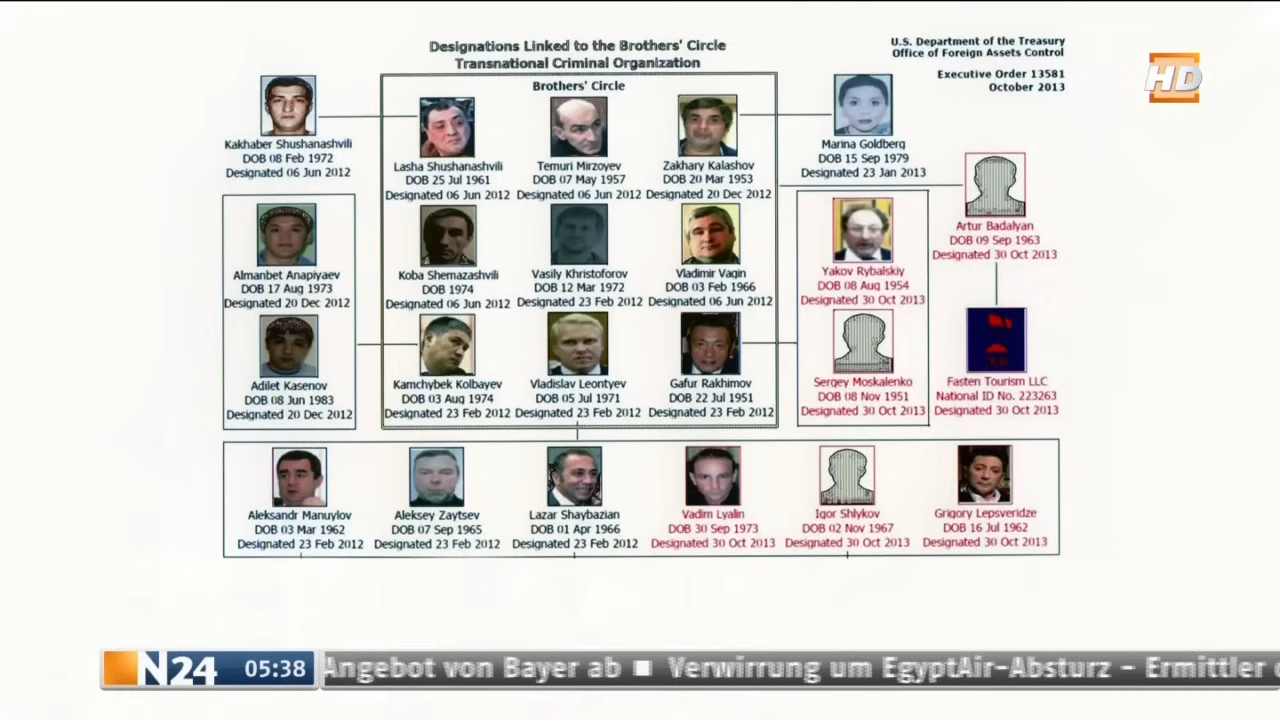 Designations Linked to the Brothers' Circle
Transnational Criminal Organization
U.S. Department of the Treasury
Office of Foreign Assets Control
Executive Order 13581
October 2013
HD
Brothers' Circle
Kakhaber Shushanashvili
DOB 08 Feb 1972
Designated 06 Jun 2012
Lasha Shushanashvili
DOB 25 Jul 1961
Designated 06 Jun 2012
Temuri Mirzoyev
DOB 07 May 1957
Designated 06 Jun 2012
Zakhary Kalashov
DOB 20 Mar 1953
Designated 20 Dec 2012
Marina Goldberg
DOB 15 Sep 1979
Designated 23 Jan 2013
Artur Badalyan
DOB 09 Sep 1963
Designated 30 Oct 2013
Almanbet Anapiyaev
DOB 17 Aug 1973
Designated 20 Dec 2012
Koba Shemazashvili
DOB 1974
Designated 06 Jun 2012
Vasily Khristoforov
DOB 12 Mar 1972
Designated 23 Feb 2012
Vladimir Vagin
DOB 03 Feb 1966
Designated 06 Jun 2012
Yakov Rybalskiy
DOB 08 Aug 1954
Designated 30 Oct 2013
Adilet Kasenov
DOB 08 Jun 1983
Designated 20 Dec 2012
Kamchybek Kolbayev
DOB 03 Aug 1974
Designated 23 Feb 2012
Vladislav Leontyev
DOB 05 Jul 1971
Designated 23 Feb 2012
Gafur Rakhimov
DOB 22 Jul 1951
Designated 23 Feb 2012
Sergey Moskalenko
DOB 08 Nov 1951
Designated 30 Oct 2013
Fasten Tourism LLC
National ID No. 223263
Designated 30 Oct 2013
Aleksandr Manuylov
DOB 03 Mar 1962
Designated 23 Feb 2012
Aleksey Zaytsev
DOB 07 Sep 1965
Designated 23 Feb 2012
Lazar Shaybazian
DOB 01 Apr 1966
Designated 23 Feb 2012
Vadim Lyalin
DOB 30 Sep 1973
Designated 30 Oct 2013
Igor Shlykov
DOB 02 Nov 1967
Designated 30 Oct 2013
Grigory Lepsveridze
DOB 16 Jul 1962
Designated 30 Oct 2013
N24 05:38 Angebot von Bayer ab ■ Verwirrung um EgyptAir-Absturz - Ermittler